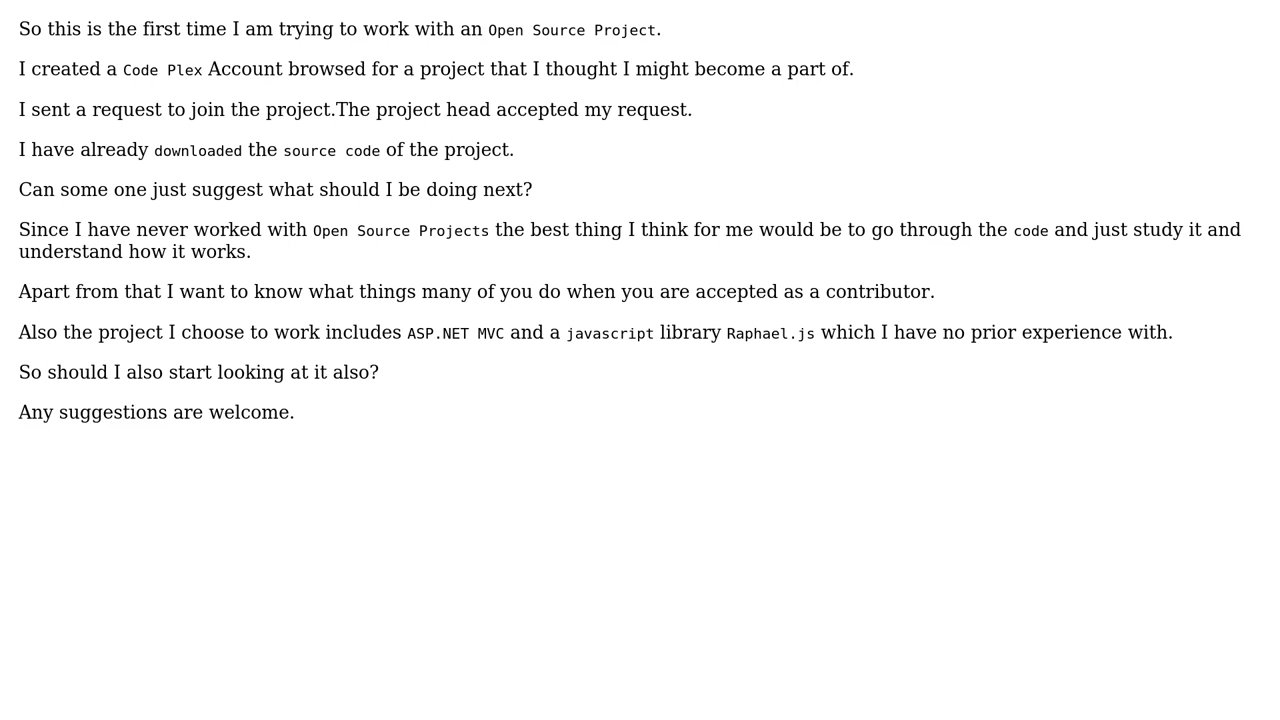 So this is the first time I am trying to work with an Open Source Project.
I created a Code Plex Account browsed for a project that I thought I might become a part of.
I sent a request to join the project.The project head accepted my request.
I have already downloaded the source code of the project.
Can some one just suggest what should I be doing next?
Since I have never worked with Open Source Projects the best thing I think for me would be to go through the code and just study it and
understand how it works.
Apart from that I want to know what things many of you do when you are accepted as a contributor.
Also the project I choose to work includes ASP.NET MVC and a javascript library Raphael.js which I have no prior experience with.
So should I also start looking at it also?
Any suggestions are welcome.